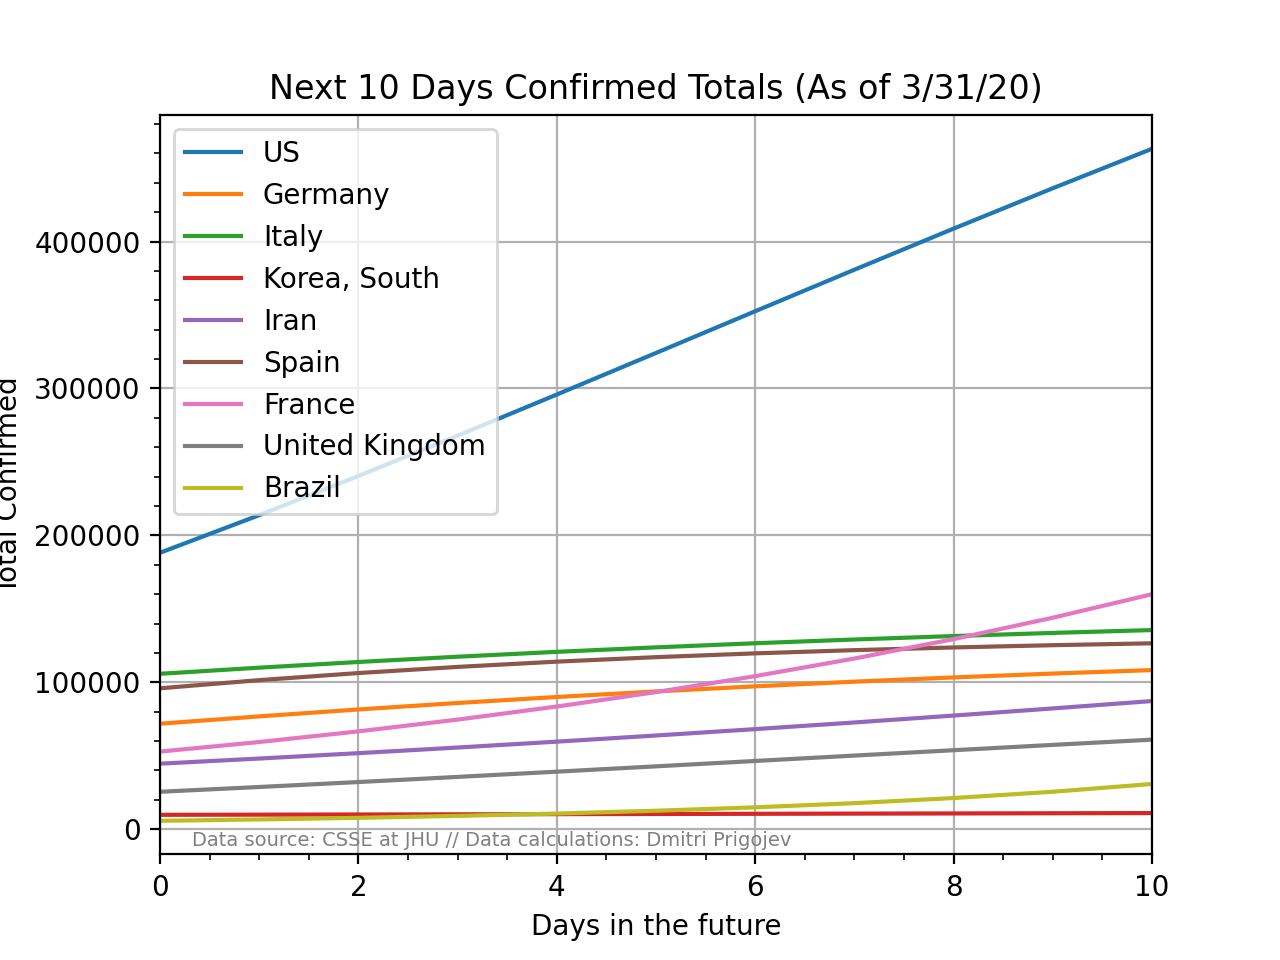 Next 10 Days Confirmed Totals (As of 3/31/20)
US
Germany
Italy
Korea, South
Iran
Spain
France
United Kingdom
Brazil
400000
300000
200000
100000
0
Total Confirmed
Data source: CSSE at JHU // Data calculations: Dmitri Prigojev
0 2 4 6 8 10
Days in the future